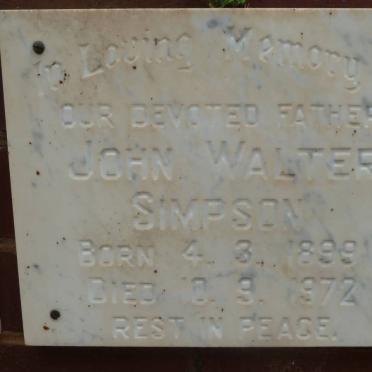 In Loving Memory
OUR DEVOTED FATHER
JOHN WALTER
SIMPSON
BORN 4. 3. 1899
DIED 10. 9. 1972
REST IN PEACE.